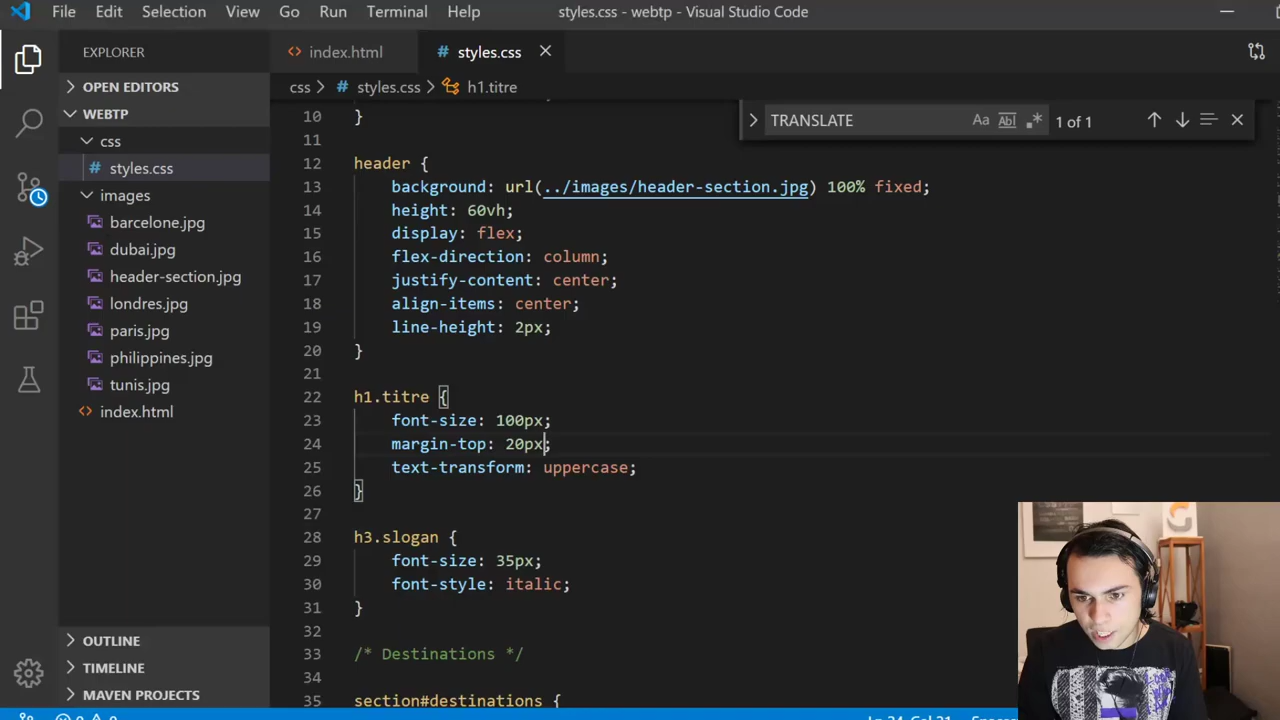 File Edit Selection View Go Run Terminal Help styles.css - webtp - Visual Studio Code
EXPLORER
index.html
# styles.css
OPEN EDITORS
css > # styles.css > h1.titre
WEBTP
css
# styles.css
images
barcelone.jpg
dubai.jpg
header-section.jpg
londres.jpg
paris.jpg
philippines.jpg
tunis.jpg
index.html
OUTLINE
TIMELINE
MAVEN PROJECTS
TRANSLATE Aa Abl .* 1 of 1
10 }
11
12 header {
13 background: url(../images/header-section.jpg) 100% fixed;
14 height: 60vh;
15 display: flex;
16 flex-direction: column;
17 justify-content: center;
18 align-items: center;
19 line-height: 2px;
20 }
21
22 h1.titre {
23 font-size: 100px;
24 margin-top: 20px;
25 text-transform: uppercase;
26 }
27
28 h3.slogan {
29 font-size: 35px;
30 font-style: italic;
31 }
32
33 /* Destinations */
34
35 section#destinations {